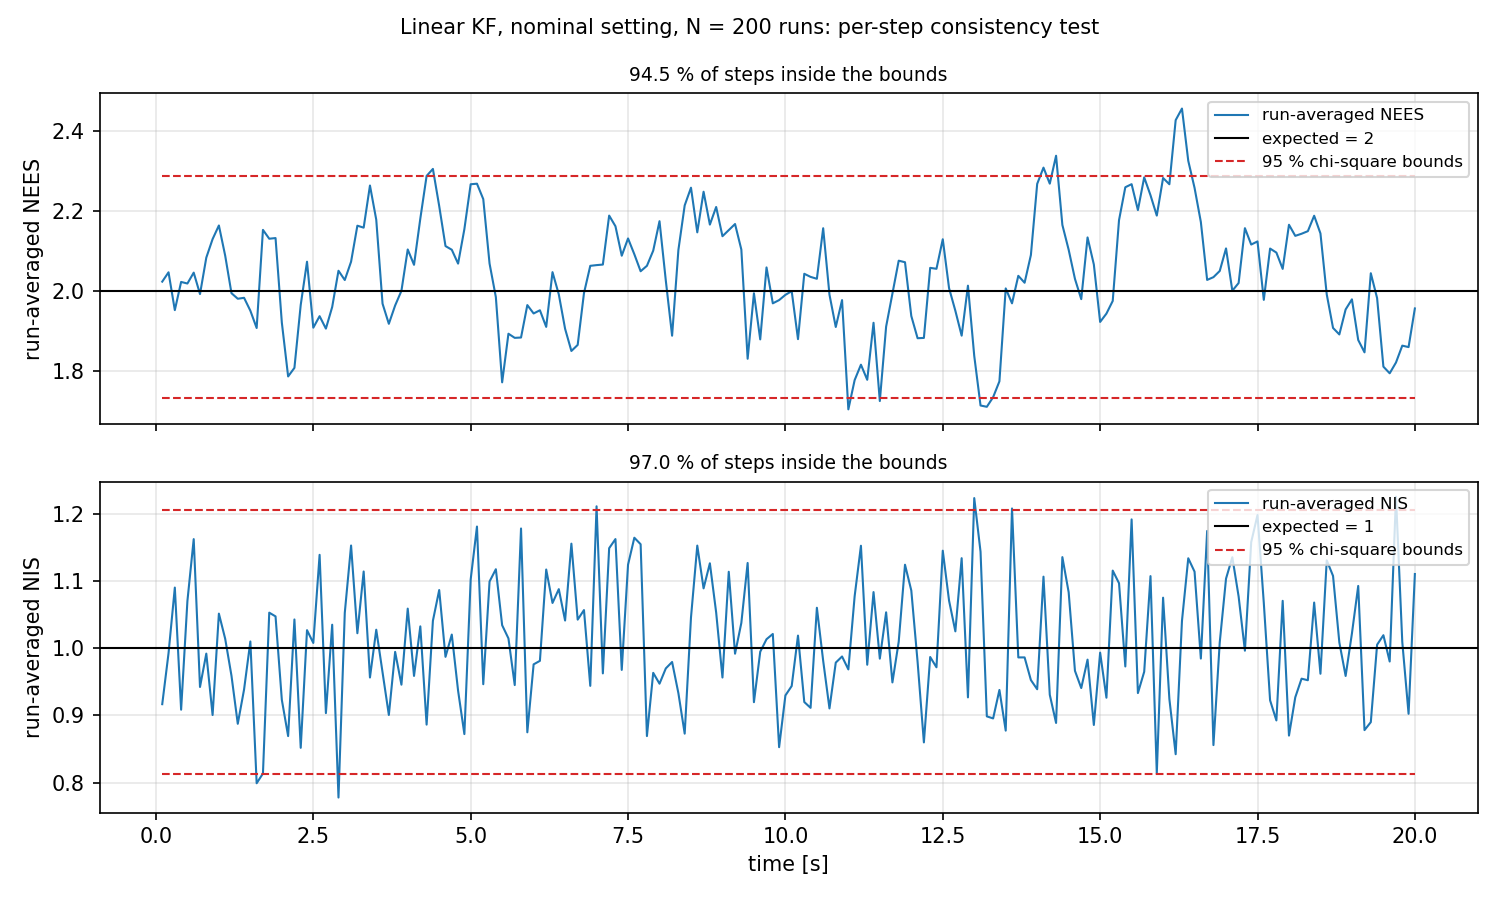 Linear KF, nominal setting, N = 200 runs: per-step consistency test
94.5 % of steps inside the bounds
run-averaged NEES
2.4
2.2
2.0
1.8
run-averaged NEES
expected = 2
95 % chi-square bounds
97.0 % of steps inside the bounds
run-averaged NIS
1.2
1.1
1.0
0.9
0.8
run-averaged NIS
expected = 1
95 % chi-square bounds
0.0 2.5 5.0 7.5 10.0 12.5 15.0 17.5 20.0
time [s]